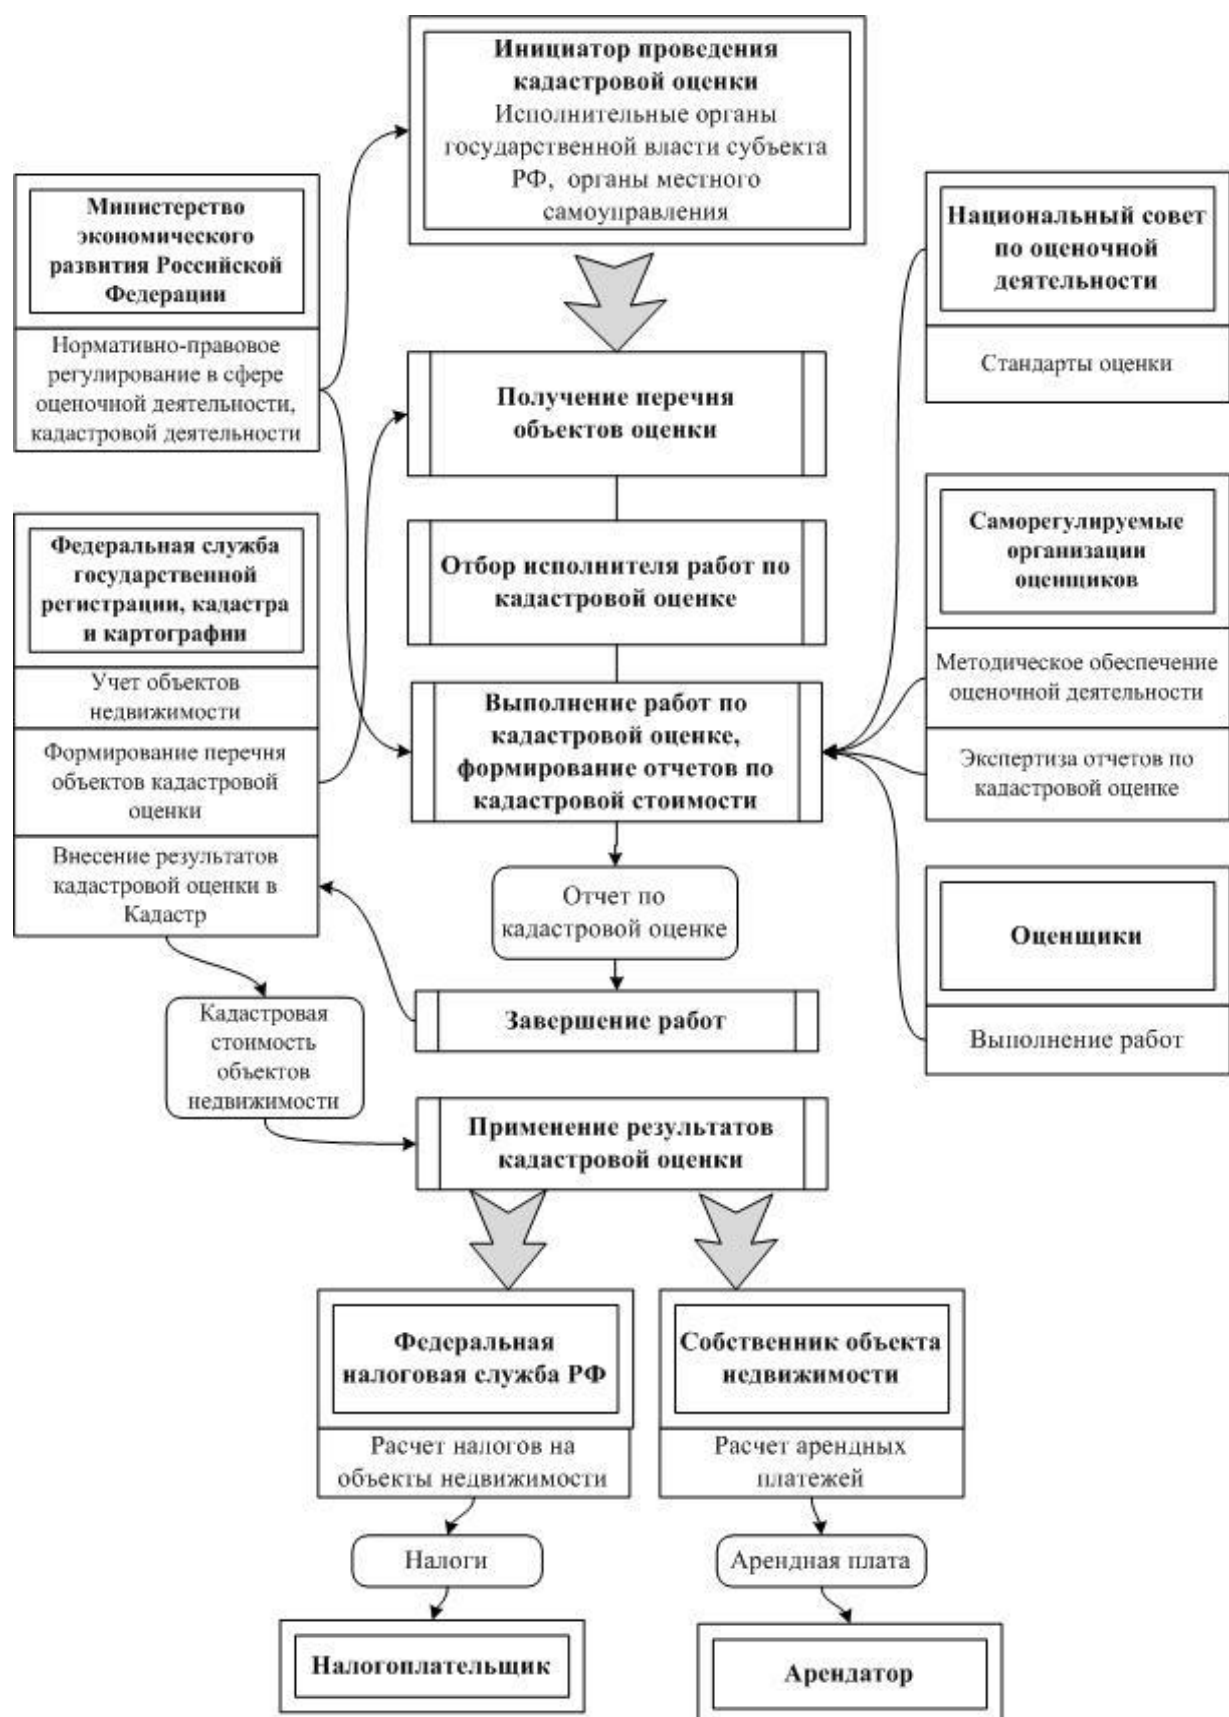 Инициатор проведения
кадастровой оценки
Исполнительные органы
государственной власти субъекта
РФ, органы местного
самоуправления
Министерство
экономического
развития Российской
Федерации
Нормативно-правовое
регулирование в сфере
оценочной деятельности,
кадастровой деятельности
Национальный совет
по оценочной
деятельности
Стандарты оценки
Получение перечня
объектов оценки
Саморегулируемые
организации
оценщиков
Методическое обеспечение
оценочной деятельности
Экспертиза отчетов по
кадастровой оценке
Федеральная служба
государственной
регистрации, кадастра
и картографии
Учет объектов
недвижимости
Формирование перечня
объектов кадастровой
оценки
Внесение результатов
кадастровой оценки в
Кадастр
Отбор исполнителя работ по
кадастровой оценке
Выполнение работ по
кадастровой оценке,
формирование отчетов по
кадастровой стоимости
Отчет по
кадастровой оценке
Оценщики
Выполнение работ
Завершение работ
Кадастровая
стоимость
объектов
недвижимости
Применение результатов
кадастровой оценки
Федеральная
налоговая служба РФ
Расчет налогов на
объекты недвижимости
Собственник объекта
недвижимости
Расчет арендных
платежей
Налоги
Арендная плата
Налогоплательщик
Арендатор